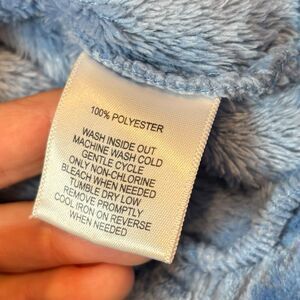 100% POLYESTER
WASH INSIDE OUT
MACHINE WASH COLD
GENTLE CYCLE
ONLY NON-CHLORINE
BLEACH WHEN NEEDED
TUMBLE DRY LOW
REMOVE PROMPTLY
COOL IRON ON REVERSE
WHEN NEEDED